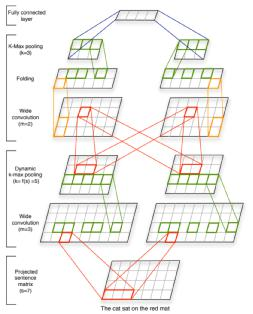 Fully connected
layer
K-Max pooling
(k=3)
Folding
Wide
convolution
(m=2)
Dynamic
k-max pooling
(k= f(s) =5)
Wide
convolution
(m=3)
Projected
sentence
matrix
(s=7)
The cat sat on the red mat